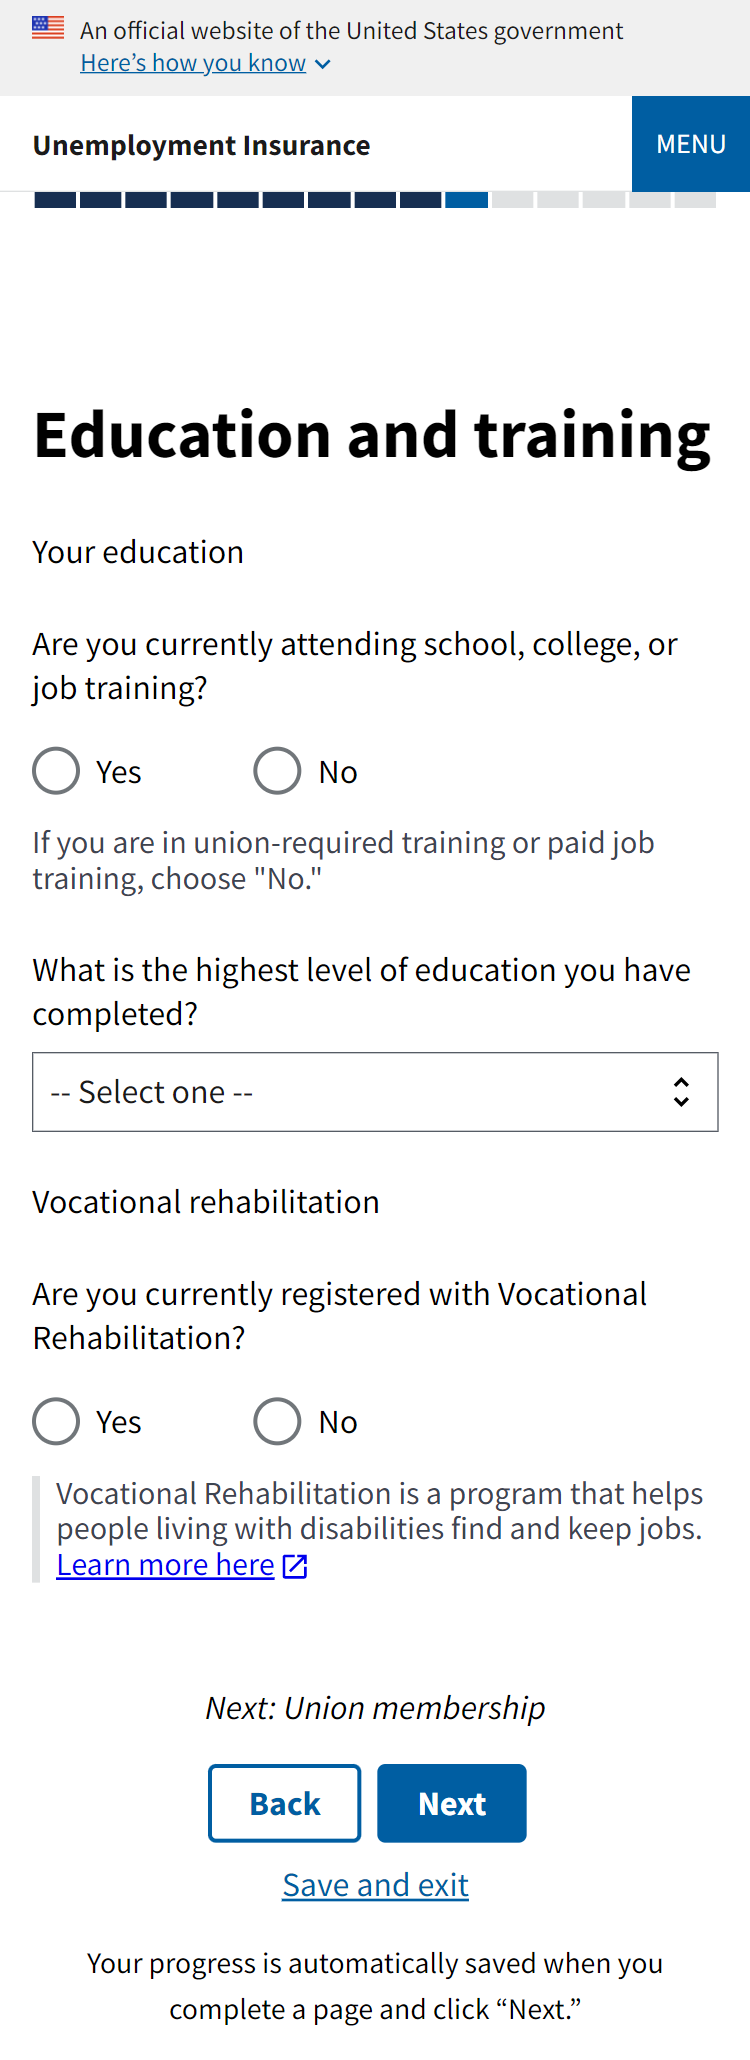 An official website of the United States government
Here’s how you know
Unemployment Insurance
MENU
Education and training
Your education
Are you currently attending school, college, or
job training?
Yes
No
If you are in union-required training or paid job
training, choose "No."
What is the highest level of education you have
completed?
-- Select one --
Vocational rehabilitation
Are you currently registered with Vocational
Rehabilitation?
Yes
No
Vocational Rehabilitation is a program that helps
people living with disabilities find and keep jobs.
Learn more here
Next: Union membership
Back
Next
Save and exit
Your progress is automatically saved when you
complete a page and click “Next.”